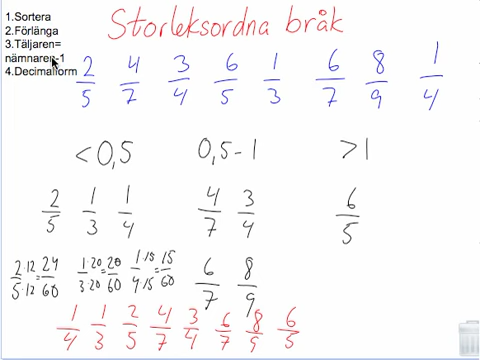 1.Sortera
2.Förlänga
3.Täljaren=
nämnaren-1
4.Decimalform
Storleksordna bråk
2/5 4/7 3/4 6/5 1/3 6/7 8/9 1/4
<0,5 0,5-1 >1
2/5 1/3 1/4 4/7 3/4 6/5
6/7 8/9
2·12/5·12=24/60 1·20/3·20=20/60 1·15/4·15=15/60
1/4 1/3 2/5 4/7 3/4 6/7 8/9 6/5